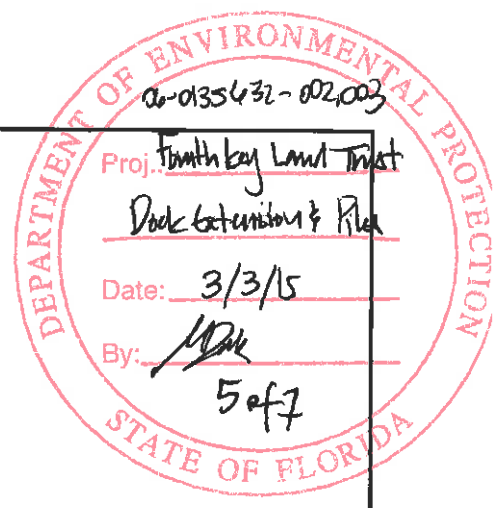 DEPARTMENT OF ENVIRONMENTAL PROTECTION
06-0135632-002,003
Proj.: Fourth Key Land Trust
Dock Extension & Piles
Date: 3/3/15
By:
5 of 7
STATE OF FLORIDA